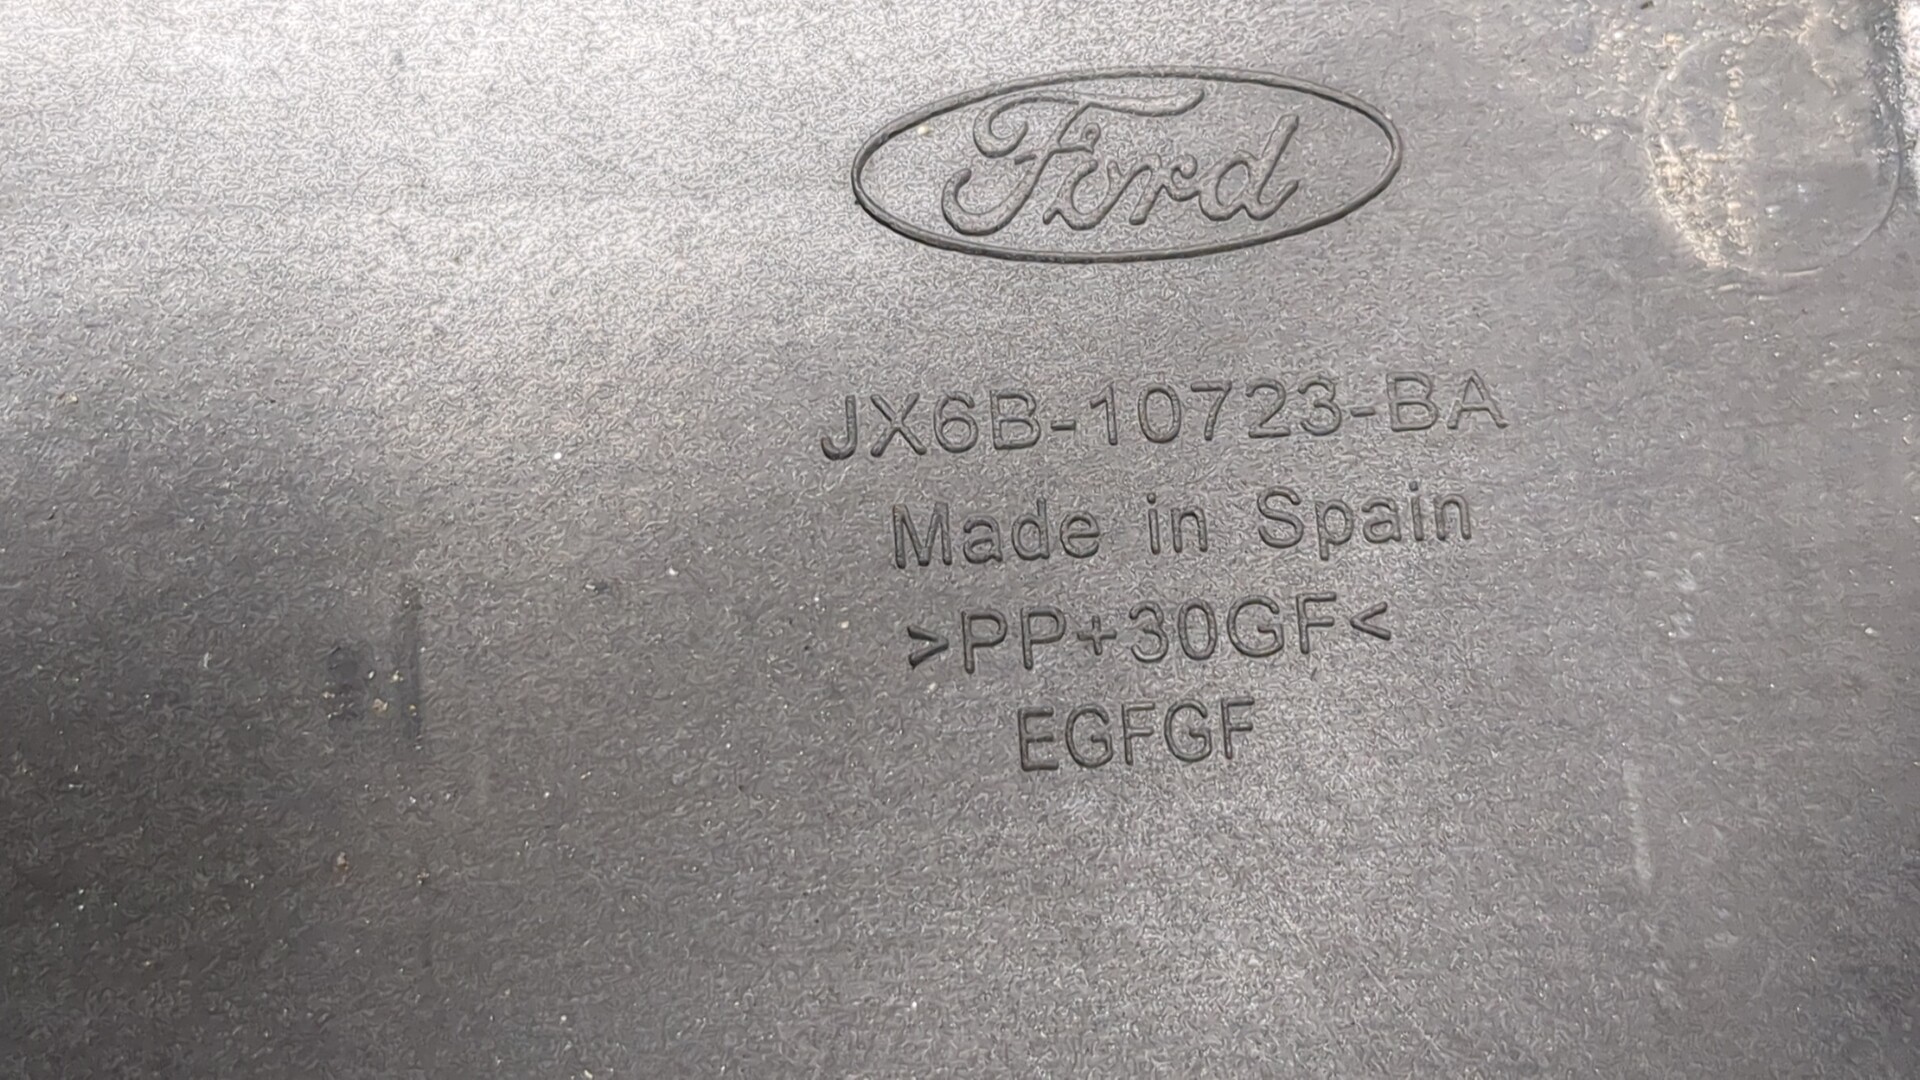 Ford
JX6B-10723-BA
Made in Spain
>PP+30GF<
EGFGF